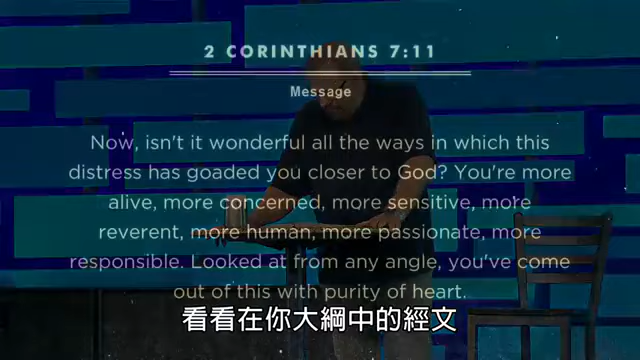 2 CORINTHIANS 7:11
Message
Now, isn't it wonderful all the ways in which this
distress has goaded you closer to God? You're more
alive, more concerned, more sensitive, more
reverent, more human, more passionate, more
responsible. Looked at from any angle, you've come
out of this with purity of heart.
看看在你大綱中的經文